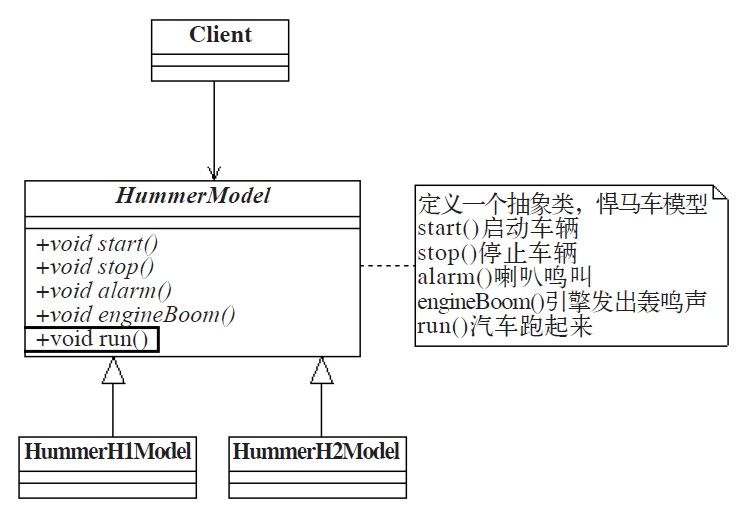 Client
HummerModel
+void start()
+void stop()
+void alarm()
+void engineBoom()
+void run()
定义一个抽象类，悍马车模型
start()启动车辆
stop()停止车辆
alarm()喇叭鸣叫
engineBoom()引擎发出轰鸣声
run()汽车跑起来
HummerH1Model
HummerH2Model